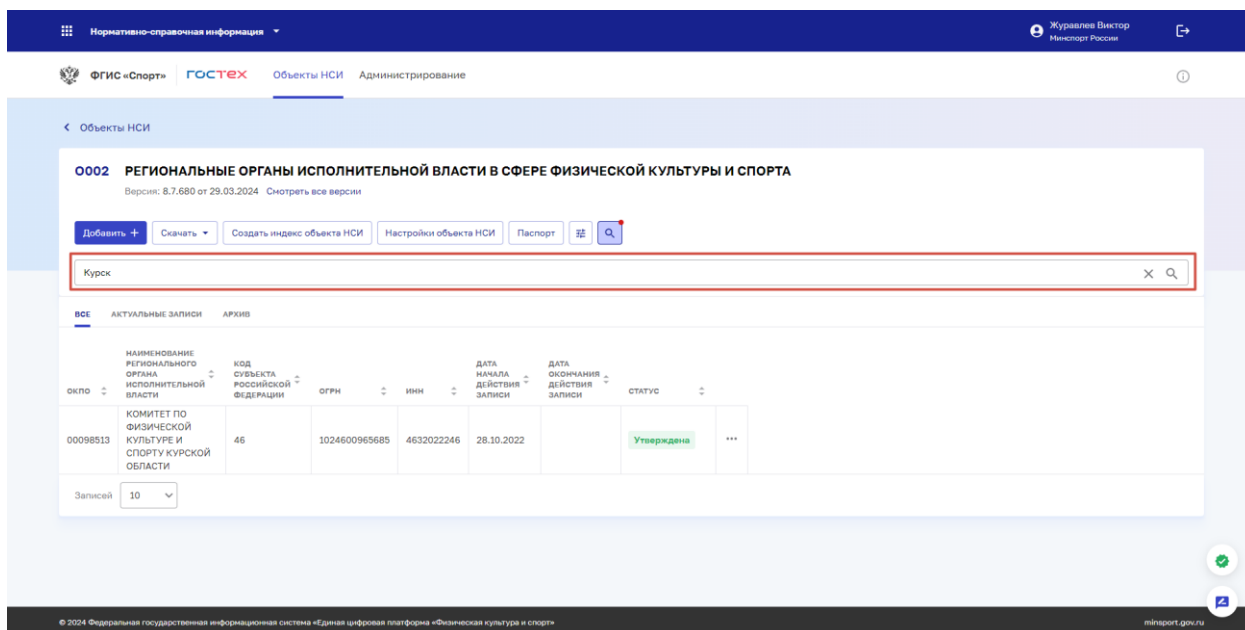 Нормативно-справочная информация
Журавлев Виктор
Минспорт России
ФГИС «Спорт»
ГОСТЕХ
Объекты НСИ
Администрирование
Объекты НСИ
О002 РЕГИОНАЛЬНЫЕ ОРГАНЫ ИСПОЛНИТЕЛЬНОЙ ВЛАСТИ В СФЕРЕ ФИЗИЧЕСКОЙ КУЛЬТУРЫ И СПОРТА
Версия: 8.7.680 от 29.03.2024 Смотреть все версии
Добавить + Скачать Создать индекс объекта НСИ Настройки объекта НСИ Паспорт
Курск
ВСЕ АКТУАЛЬНЫЕ ЗАПИСИ АРХИВ
ОКПО
НАИМЕНОВАНИЕ
РЕГИОНАЛЬНОГО
ОРГАНА
ИСПОЛНИТЕЛЬНОЙ
ВЛАСТИ
КОД
СУБЪЕКТА
РОССИЙСКОЙ
ФЕДЕРАЦИИ
ОГРН
ИНН
ДАТА
НАЧАЛА
ДЕЙСТВИЯ
ЗАПИСИ
ДАТА
ОКОНЧАНИЯ
ДЕЙСТВИЯ
ЗАПИСИ
СТАТУС
00098513
КОМИТЕТ ПО
ФИЗИЧЕСКОЙ
КУЛЬТУРЕ И
СПОРТУ КУРСКОЙ
ОБЛАСТИ
46
1024600965685
4632022246
28.10.2022
Утверждена
Записей 10
© 2024 Федеральная государственная информационная система «Единая цифровая платформа «Физическая культура и спорт»
minsport.gov.ru